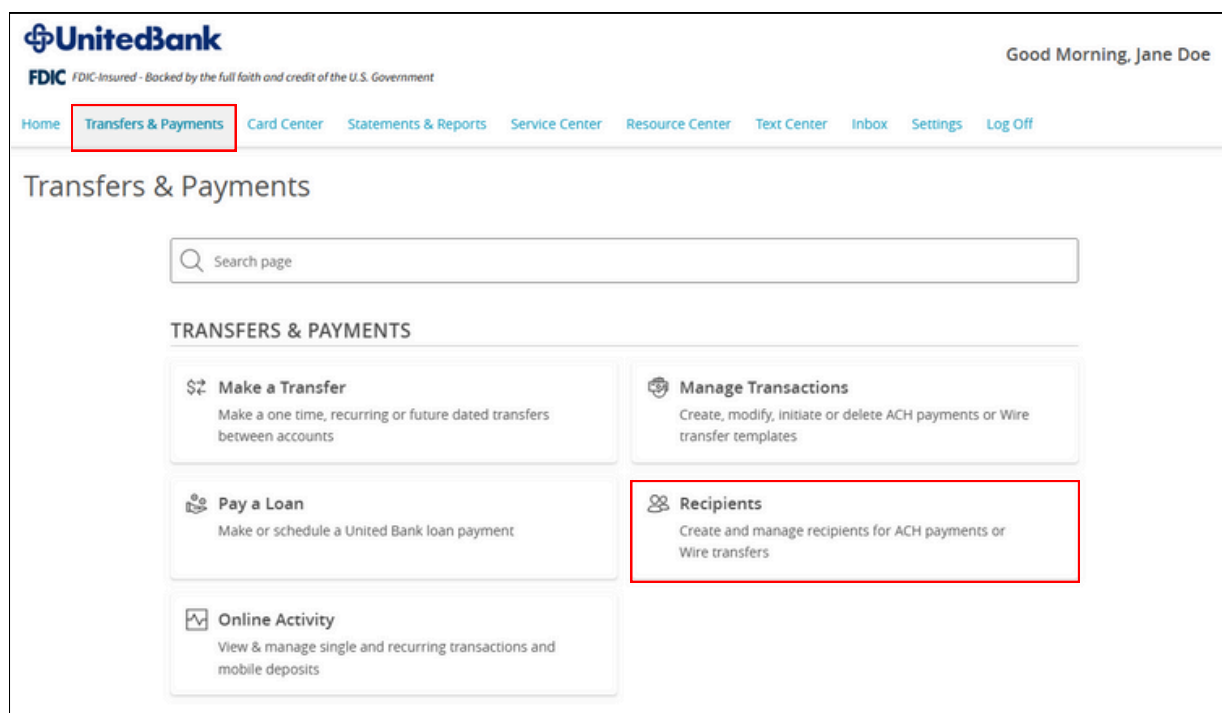 UnitedBank
Good Morning, Jane Doe
FDIC FDIC-Insured - Backed by the full faith and credit of the U.S. Government
Home Transfers & Payments Card Center Statements & Reports Service Center Resource Center Text Center Inbox Settings Log Off
Transfers & Payments
Search page
TRANSFERS & PAYMENTS
Make a Transfer
Make a one time, recurring or future dated transfers
between accounts
Manage Transactions
Create, modify, initiate or delete ACH payments or Wire
transfer templates
Pay a Loan
Make or schedule a United Bank loan payment
Recipients
Create and manage recipients for ACH payments or
Wire transfers
Online Activity
View & manage single and recurring transactions and
mobile deposits